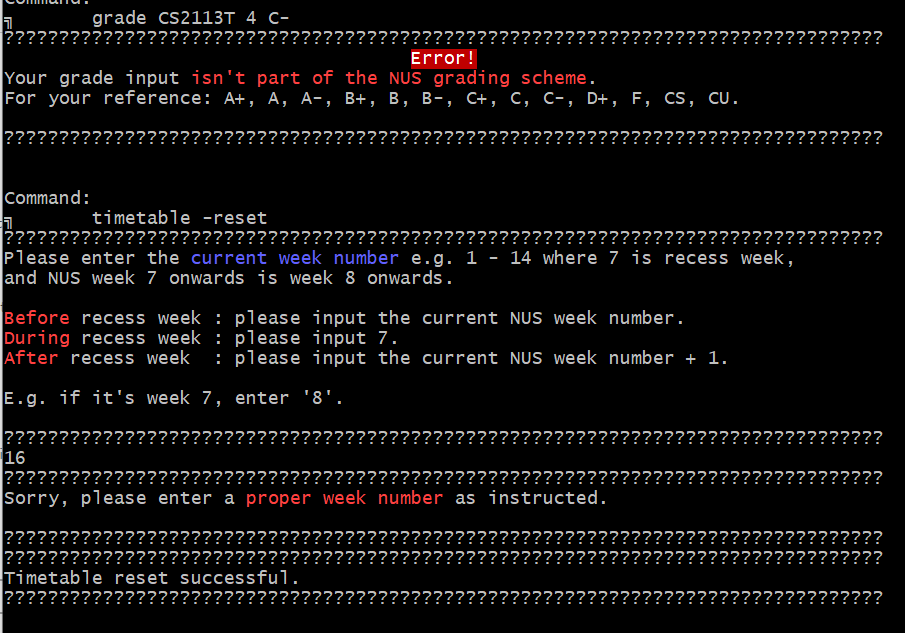 Command:
╗ grade CS2113T 4 C-
????????????????????????????????????????????????????????????????????????????????
Error!
Your grade input isn't part of the NUS grading scheme.
For your reference: A+, A, A-, B+, B, B-, C+, C, C-, D+, F, CS, CU.
????????????????????????????????????????????????????????????????????????????????
Command:
╗ timetable -reset
????????????????????????????????????????????????????????????????????????????????
Please enter the current week number e.g. 1 - 14 where 7 is recess week,
and NUS week 7 onwards is week 8 onwards.
Before recess week : please input the current NUS week number.
During recess week : please input 7.
After recess week  : please input the current NUS week number + 1.
E.g. if it's week 7, enter '8'.
????????????????????????????????????????????????????????????????????????????????
16
????????????????????????????????????????????????????????????????????????????????
Sorry, please enter a proper week number as instructed.
????????????????????????????????????????????????????????????????????????????????
????????????????????????????????????????????????????????????????????????????????
Timetable reset successful.
????????????????????????????????????????????????????????????????????????????????